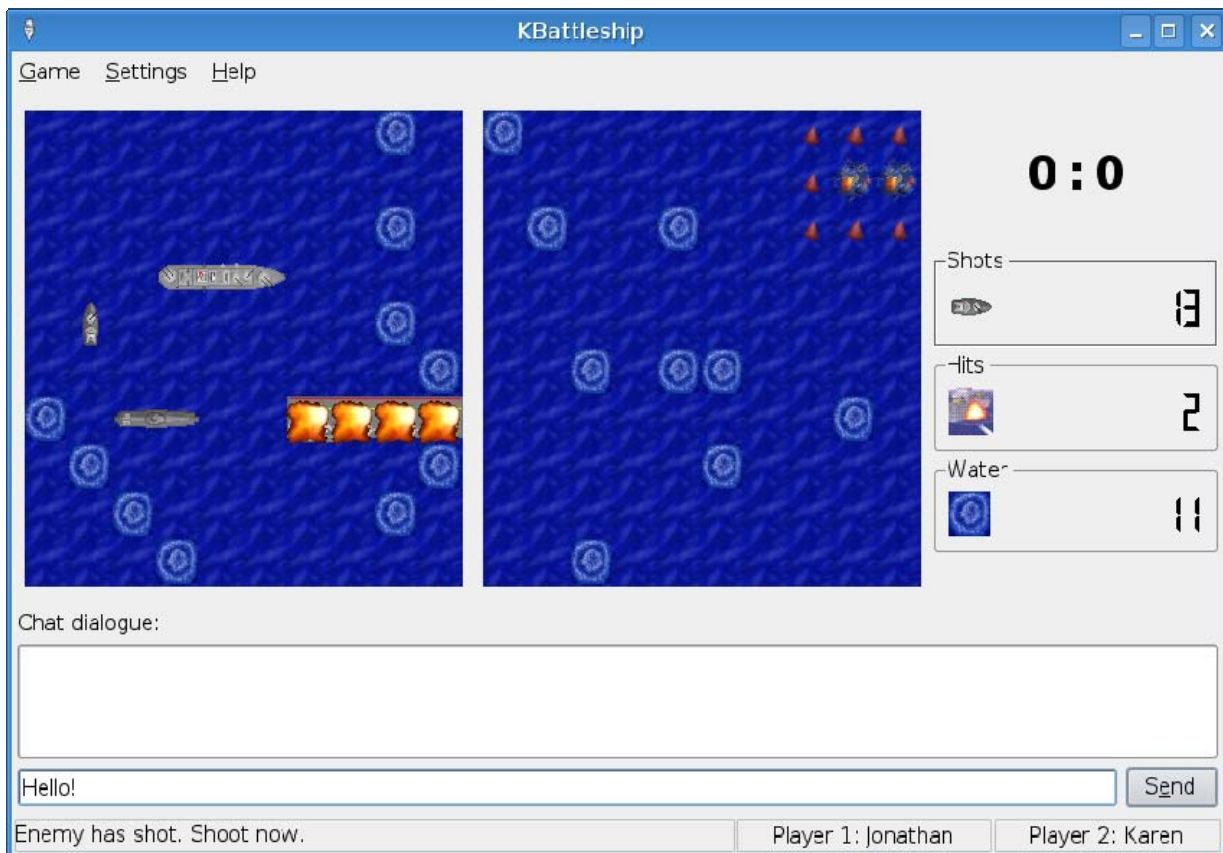 KBattleship
Game Settings Help
0:0
Shots
13
Hits
2
Water
11
Chat dialogue:
Hello!
Send
Enemy has shot. Shoot now.
Player 1: Jonathan
Player 2: Karen